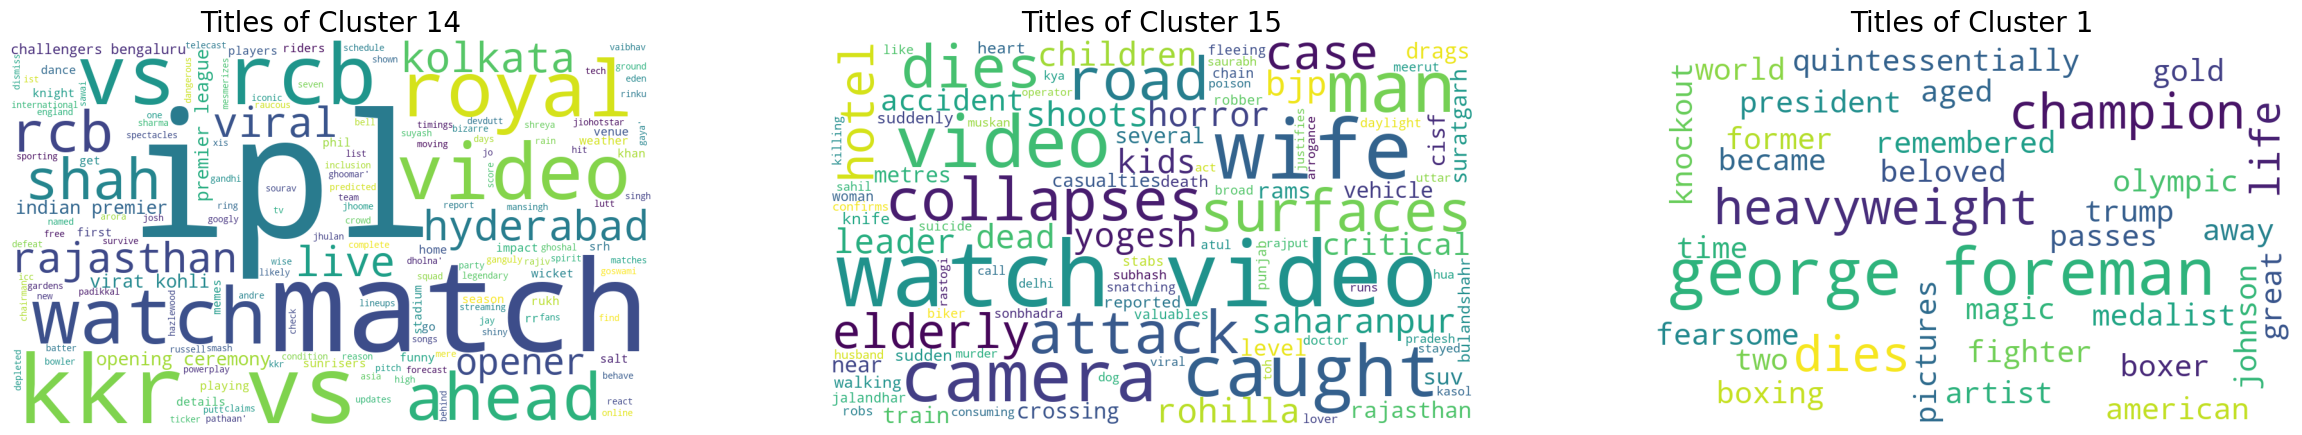 Titles of Cluster 14
challengers bengaluru
telecast
players
riders
schedule
shown
vaibhav
dismiss
ist
dance
vs
rcb
kolkata
tech
ground
eden
rinku
knight
international
england
sawai
mesmerizes
premier league
dangerous
iconic
raucous
seven
royal
rcb
one
sharma
spectacles
viral
bell
timings
moving
suyash
devdutt
bizarre
shreya
rain
jiohotstar
venue
weather
gaya'
sporting
xis
phil
list
days
hit
khan
get
shah
ipl
video
gandhi
inclusion
ghoomar'
predicted
team
score
jo
indian premier
josh
arora
ring
googly
sourav
tv
jhoome
mansingh
report
lutt
singh
named
free
first
survive
crowd
hyderabad
defeat
rajasthan
jhulan
complete
home
impact
ghoshal
srh
dholna'
ganguly
rajiv
spirit
wise
likely
live
party
legendary
squad
wicket
matches
goswami
icc
virat kohli
gardens
new
padikkal
andre
chairman
watch
match
memes
hazlewood
check
lineups
stadium
season
streaming
rukh
go
rr
fans
jay
shiny
find
batter
bowler
russell
smash
songs
opening ceremony
condition
reason
mere
funny
opener
salt
powerplay
kkr
sunrisers
pitch
forecast
behave
depleted
kkr vs
asia
high
playing
details
updates
ahead
react
online
putt
claims
ticker
pathaan'
behind
Titles of Cluster 15
like
heart
children
fleeing
case
drags
hotel
dies
road
saurabh
kya
chain
poison
bjp
man
meerut
accident
operator
robber
suddenly
shoots
horror
killing
video
muskan
several
wife
justifies
arrogance
daylight
cisf
suratgarh
kids
act
metres
casualties
death
broad
rams
vehicle
uttar
sahil
woman
confirms
collapses
surfaces
knife
suicide
leader
dead
yogesh
atul
rajput
critical
stabs
punjab
hua
rastogi
watch video
call
delhi
subhash
snatching
runs
reported
bulandshahr
biker
sonbhadra
valuables
elderly
attack
saharanpur
husband
sudden
murder
level
doctor
pradesh
stayed
near
viral
toh
camera
caught
walking
dog
suv
kasol
jalandhar
robs
train
consuming
crossing
rohilla
lover
rajasthan
Titles of Cluster 1
world
quintessentially
gold
president
aged
champion
knockout
former
remembered
life
became
beloved
olympic
heavyweight
trump
time
passes
away
george foreman
great
magic
medalist
johnson
fearsome
pictures
two
dies
fighter
boxer
boxing
artist
american